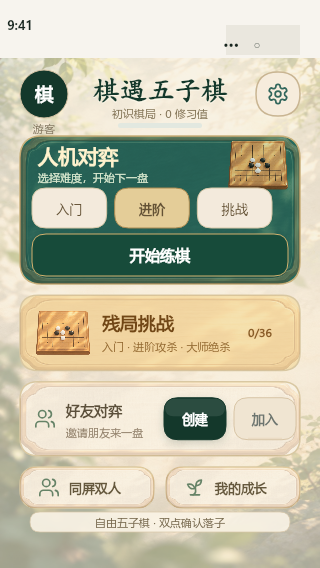 9:41
棋
棋遇五子棋
初识棋局 · 0 修习值
游客
人机对弈
选择难度，开始下一盘
入门
进阶
挑战
开始练棋
残局挑战
入门 · 进阶攻杀 · 大师绝杀
0/36
好友对弈
邀请朋友来一盘
创建
加入
同屏双人
我的成长
自由五子棋 · 双点确认落子